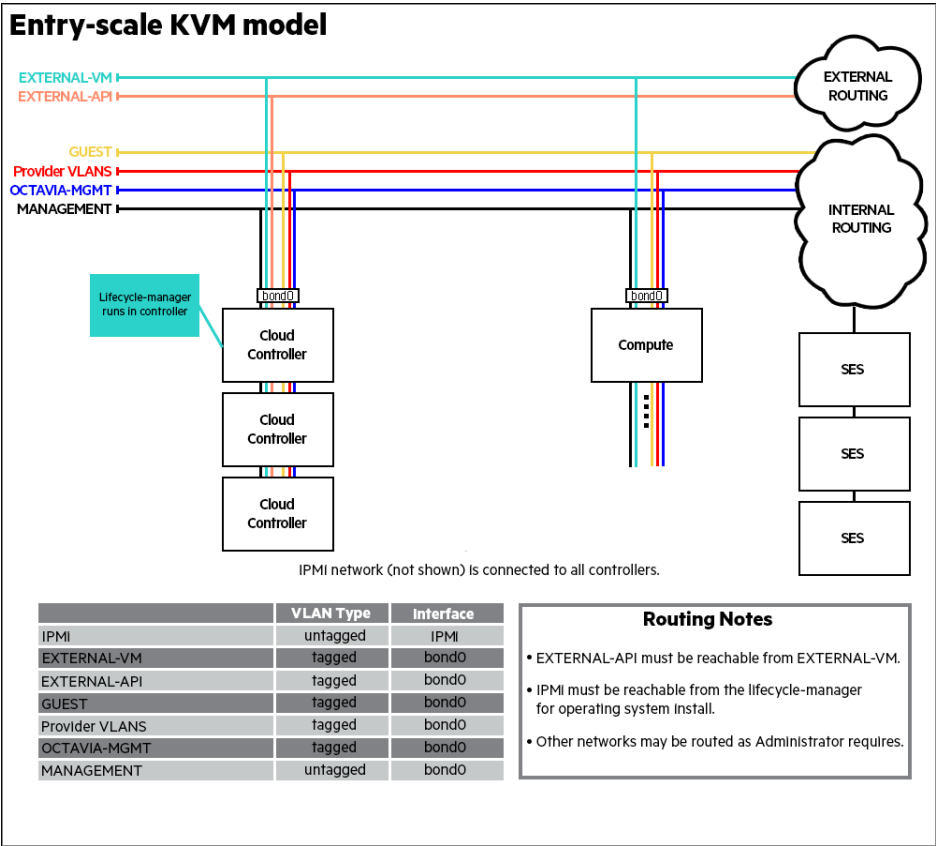 Entry-scale KVM model
EXTERNAL-VM
EXTERNAL-API
EXTERNAL
ROUTING
GUEST
Provider VLANS
OCTAVIA-MGMT
MANAGEMENT
INTERNAL
ROUTING
Lifecycle-manager
runs in controller
bond0
bond0
Cloud
Controller
Compute
SES
Cloud
Controller
SES
Cloud
Controller
SES
IPMI network (not shown) is connected to all controllers.
VLAN Type Interface
IPMI untagged IPMI
EXTERNAL-VM tagged bond0
EXTERNAL-API tagged bond0
GUEST tagged bond0
Provider VLANS tagged bond0
OCTAVIA-MGMT tagged bond0
MANAGEMENT untagged bond0
Routing Notes
• EXTERNAL-API must be reachable from EXTERNAL-VM.
• IPMI must be reachable from the lifecycle-manager
for operating system install.
• Other networks may be routed as Administrator requires.